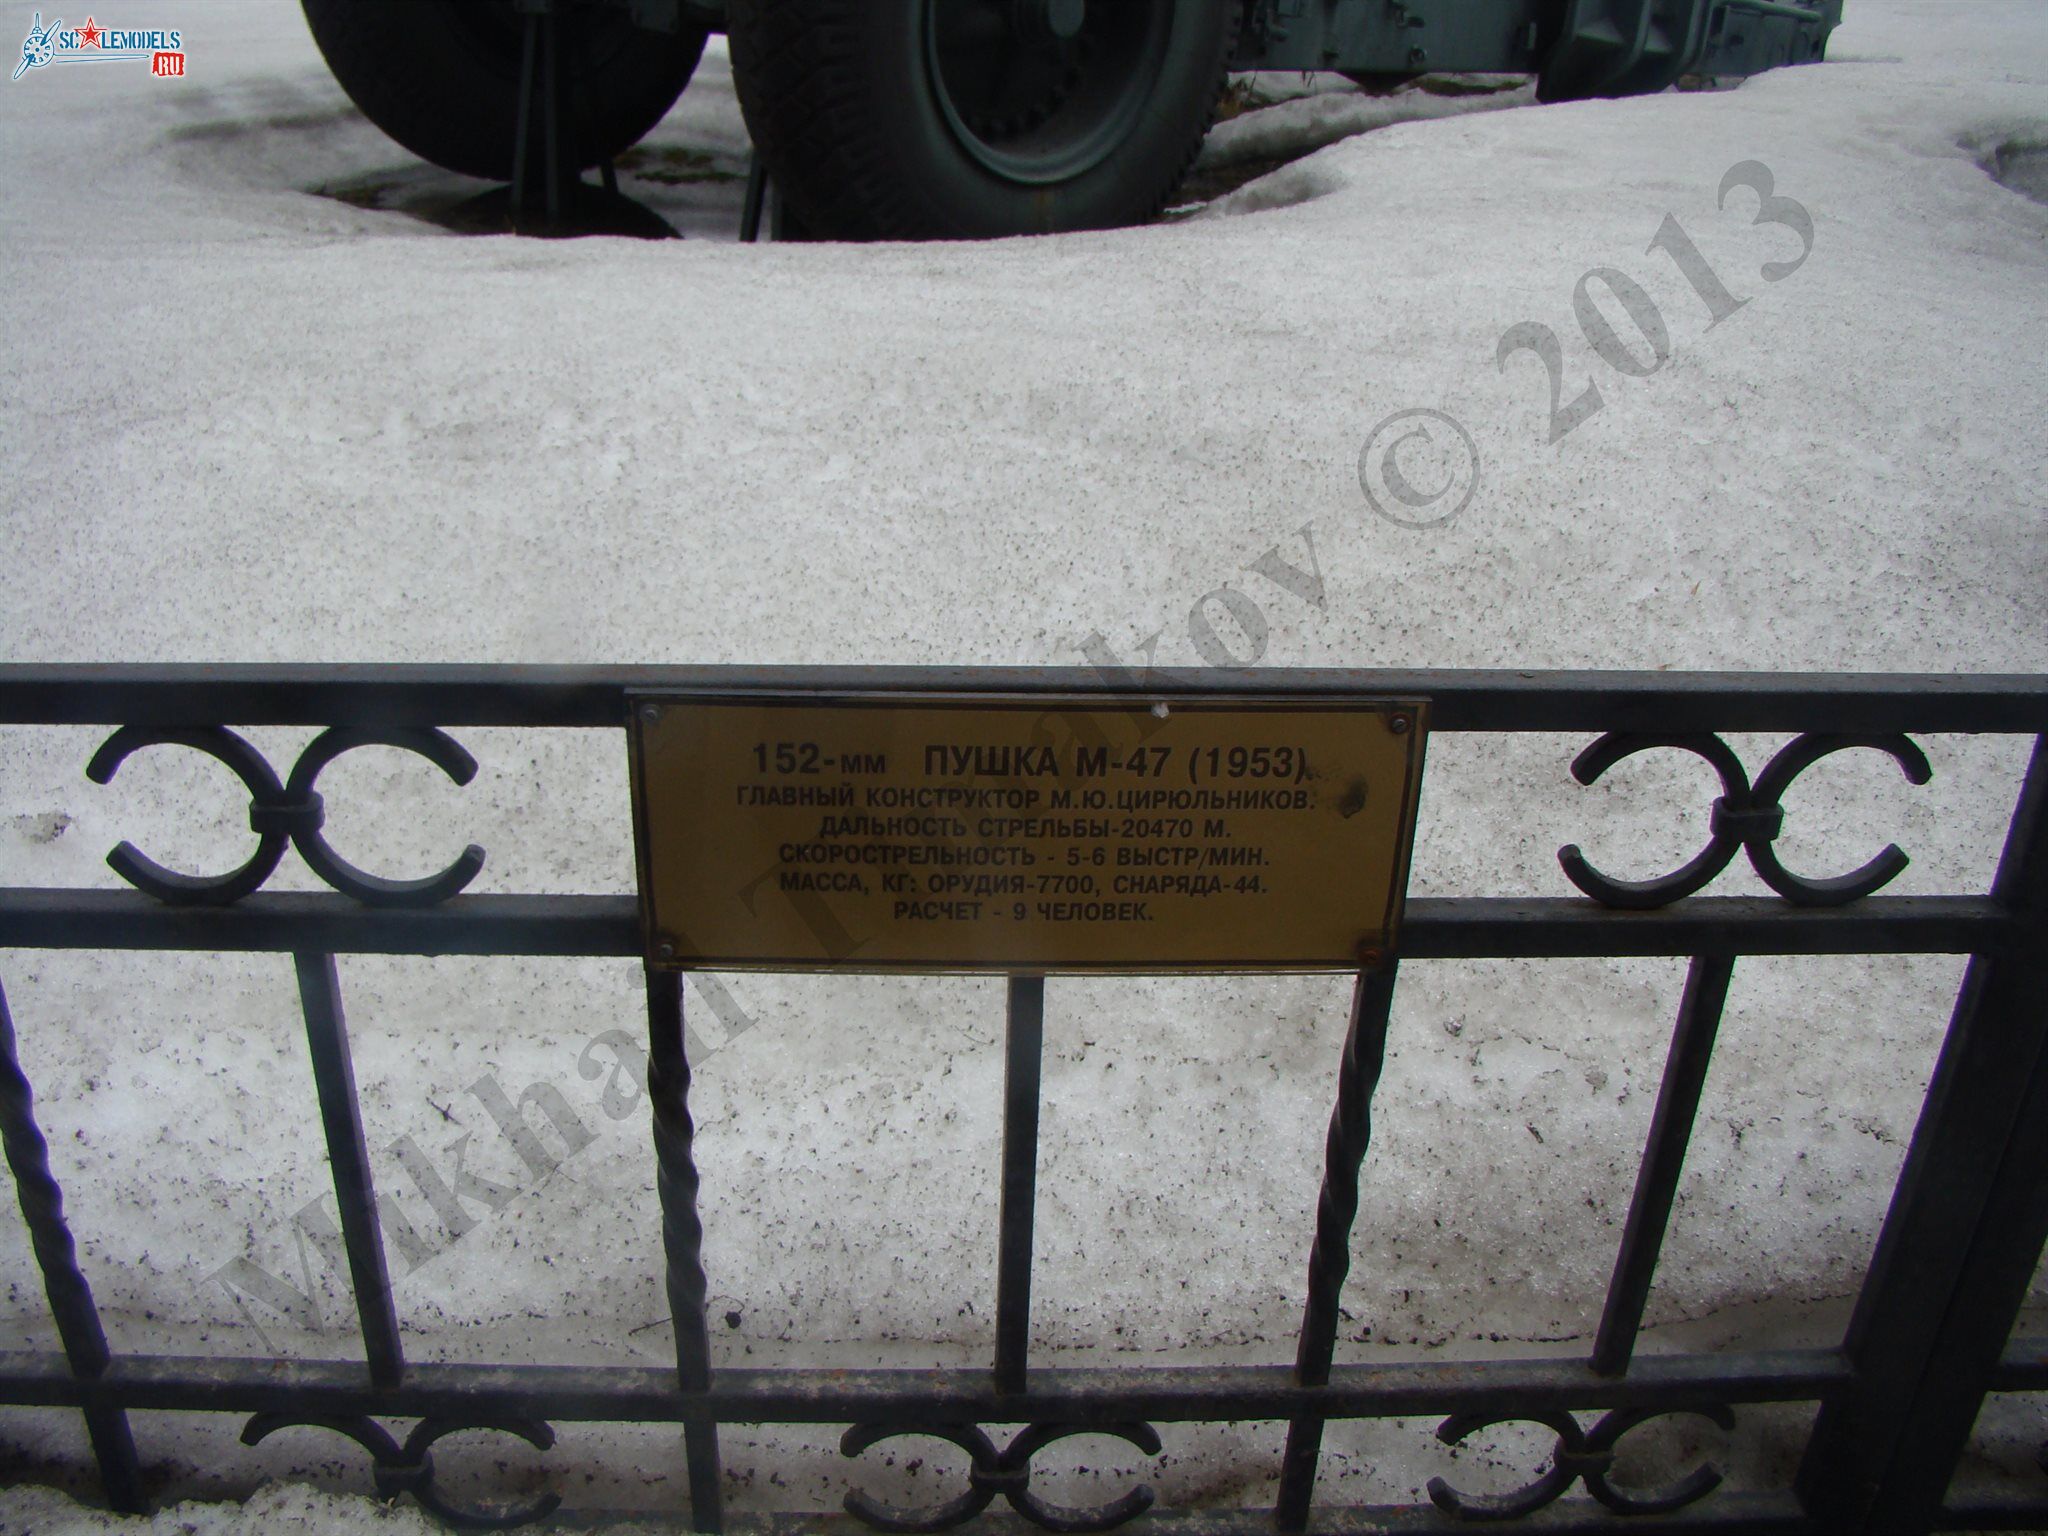 SCALEMODELS
RU
152-мм ПУШКА М-47 (1953).
ГЛАВНЫЙ КОНСТРУКТОР М.Ю.ЦИРЮЛЬНИКОВ.
ДАЛЬНОСТЬ СТРЕЛЬБЫ-20470 М.
СКОРОСТРЕЛЬНОСТЬ - 5-6 ВЫСТР/МИН.
МАССА, КГ: ОРУДИЯ-7700, СНАРЯДА-44.
РАСЧЕТ - 9 ЧЕЛОВЕК.
Mikhail © 2013